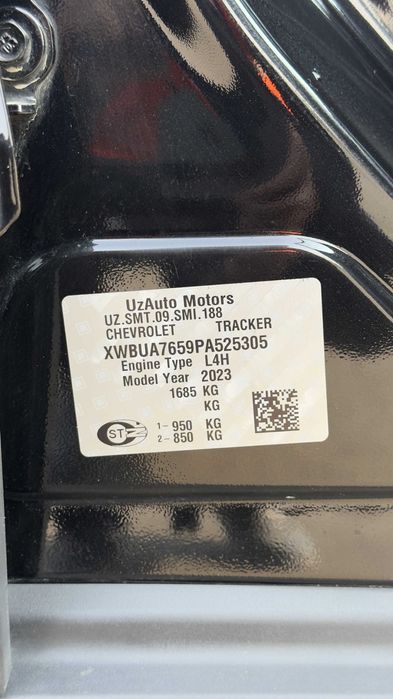 UzAuto Motors
UZ.SMT.09.SMI.188
CHEVROLET TRACKER
XWBUA7659PA525305
Engine Type L4H
Model Year 2023
1685 KG
KG
1- 950 KG
2- 850 KG
ST